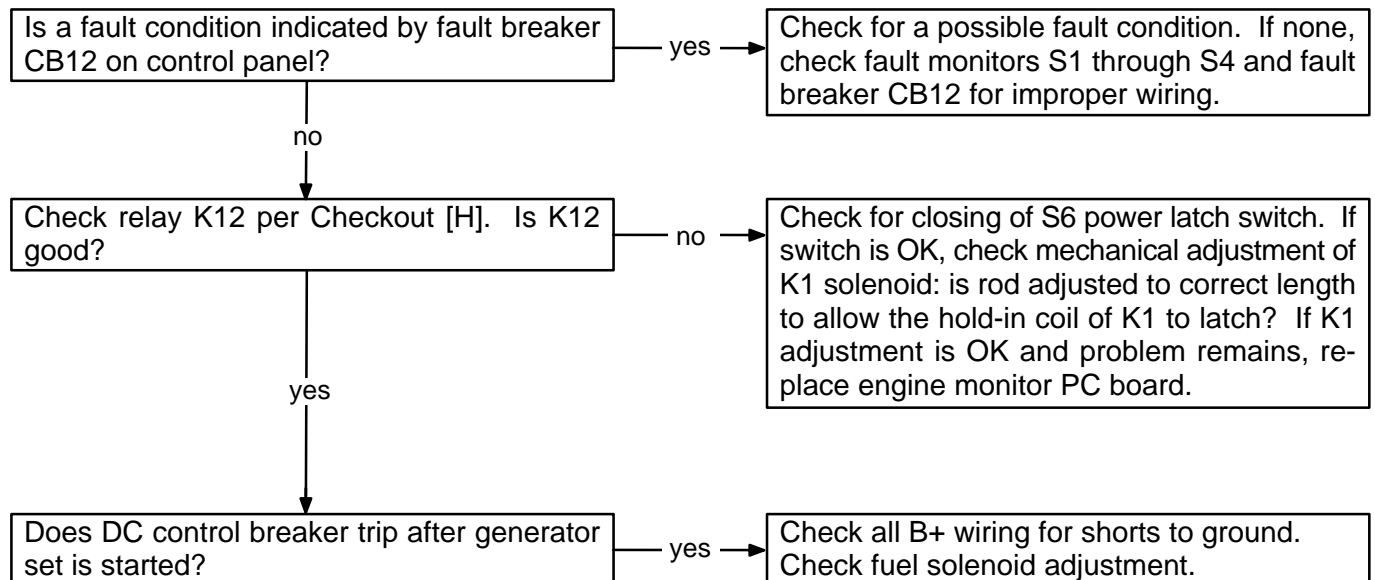 Is a fault condition indicated by fault breaker
CB12 on control panel?
yes
Check for a possible fault condition. If none,
check fault monitors S1 through S4 and fault
breaker CB12 for improper wiring.
no
Check relay K12 per Checkout [H]. Is K12
good?
no
Check for closing of S6 power latch switch. If
switch is OK, check mechanical adjustment of
K1 solenoid: is rod adjusted to correct length
to allow the hold-in coil of K1 to latch? If K1
adjustment is OK and problem remains, re-
place engine monitor PC board.
yes
Does DC control breaker trip after generator
set is started?
yes
Check all B+ wiring for shorts to ground.
Check fuel solenoid adjustment.